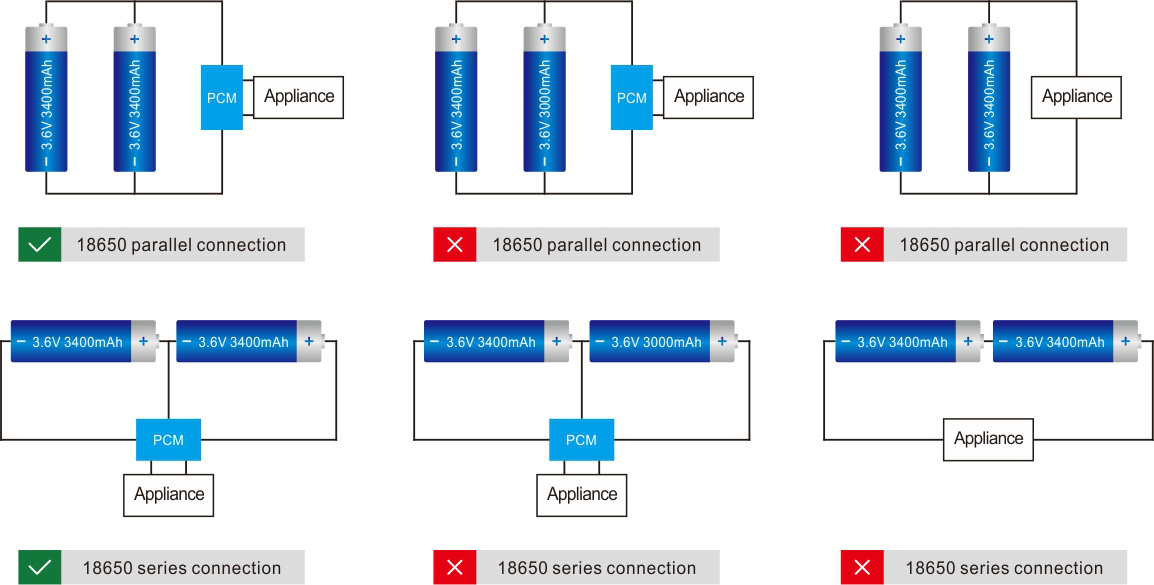 + + + + + +
− 3.6V 3400mAh − 3.6V 3400mAh PCM Appliance
− 3.6V 3400mAh − 3.6V 3000mAh PCM Appliance
− 3.6V 3400mAh − 3.6V 3400mAh Appliance
18650 parallel connection
18650 parallel connection
18650 parallel connection
− 3.6V 3400mAh + − 3.6V 3400mAh +
− 3.6V 3400mAh + − 3.6V 3000mAh +
− 3.6V 3400mAh + − 3.6V 3400mAh +
PCM
Appliance
PCM
Appliance
Appliance
18650 series connection
18650 series connection
18650 series connection